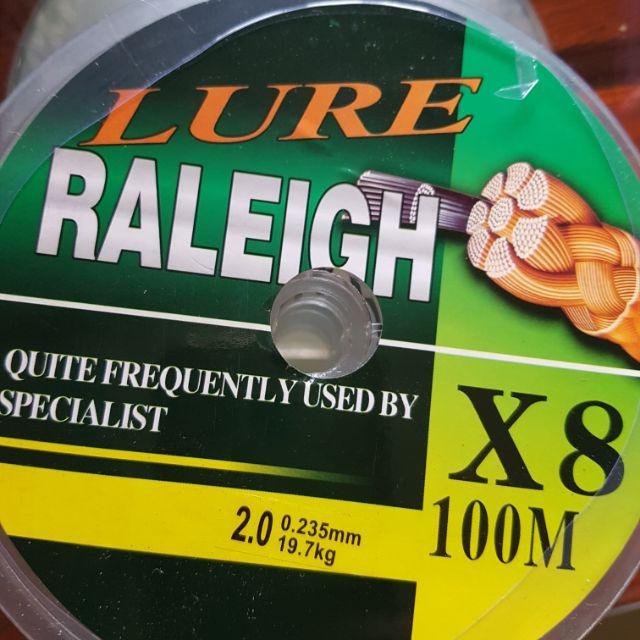 LURE
RALEIGH
QUITE FREQUENTLY USED BY
SPECIALIST
X8
100M
2.0 0.235mm
19.7kg